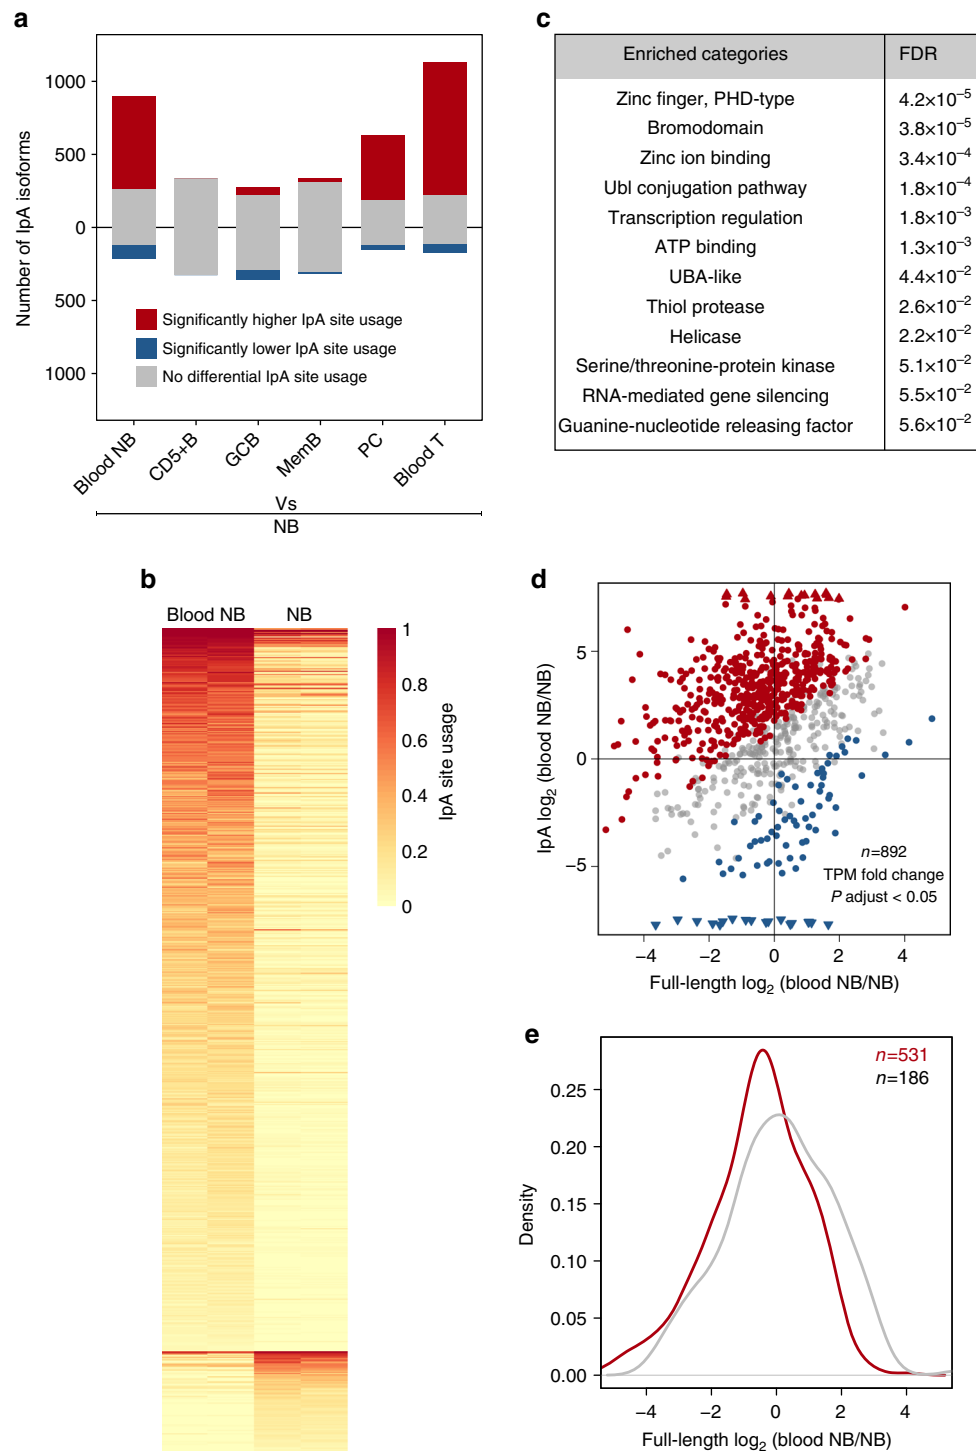 a
1000
500
0
500
1000
Number of IpA isoforms
Significantly higher IpA site usage
Significantly lower IpA site usage
No differential IpA site usage
Blood NB
CD5+B
GCB
MemB
PC
Blood T
Vs
NB
c
Enriched categories FDR
Zinc finger, PHD-type 4.2×10⁻⁵
Bromodomain 3.8×10⁻⁵
Zinc ion binding 3.4×10⁻⁴
Ubl conjugation pathway 1.8×10⁻⁴
Transcription regulation 1.8×10⁻³
ATP binding 1.3×10⁻³
UBA-like 4.4×10⁻²
Thiol protease 2.6×10⁻²
Helicase 2.2×10⁻²
Serine/threonine-protein kinase 5.1×10⁻²
RNA-mediated gene silencing 5.5×10⁻²
Guanine-nucleotide releasing factor 5.6×10⁻²
b
Blood NB NB
1
0.8
0.6
0.4
0.2
0
IpA site usage
d
5
0
−5
IpA log₂ (blood NB/NB)
n=892
TPM fold change
P adjust < 0.05
−4 −2 0 2 4
Full-length log₂ (blood NB/NB)
e
n=531
n=186
0.25
0.20
0.15
0.10
0.05
0.00
Density
−4 −2 0 2 4
Full-length log₂ (blood NB/NB)